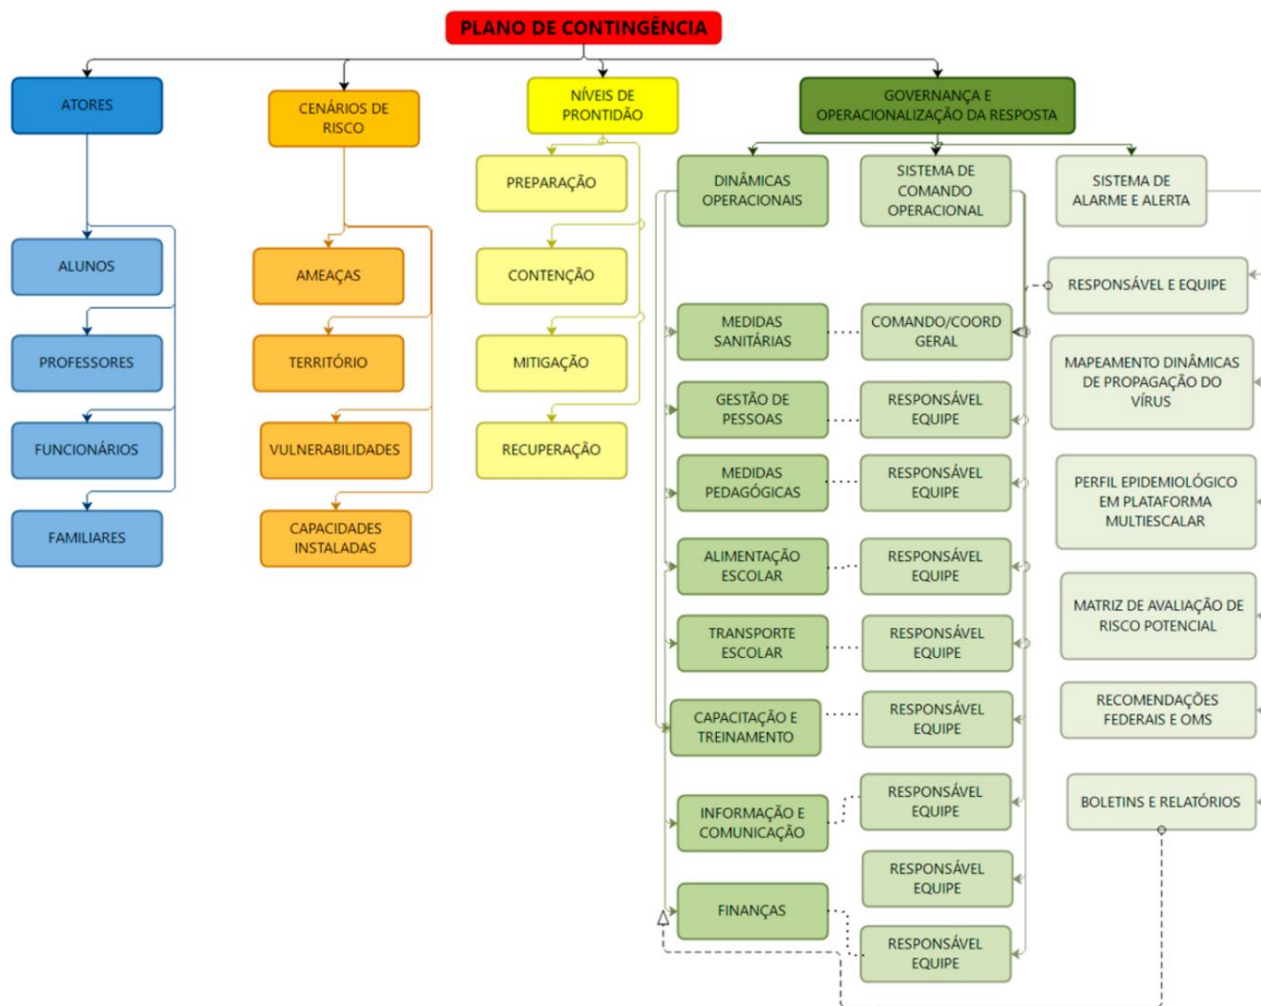 PLANO DE CONTINGÊNCIA
ATORES
CENÁRIOS DE
RISCO
NÍVEIS DE
PRONTIDÃO
GOVERNANÇA E
OPERACIONALIZAÇÃO DA RESPOSTA
ALUNOS
PROFESSORES
FUNCIONÁRIOS
FAMILIARES
AMEAÇAS
TERRITÓRIO
VULNERABILIDADES
CAPACIDADES
INSTALADAS
PREPARAÇÃO
CONTENÇÃO
MITIGAÇÃO
RECUPERAÇÃO
DINÂMICAS
OPERACIONAIS
MEDIDAS
SANITÁRIAS
GESTÃO DE
PESSOAS
MEDIDAS
PEDAGÓGICAS
ALIMENTAÇÃO
ESCOLAR
TRANSPORTE
ESCOLAR
CAPACITAÇÃO E
TREINAMENTO
INFORMAÇÃO E
COMUNICAÇÃO
FINANÇAS
SISTEMA DE
COMANDO
OPERACIONAL
COMANDO/COORD
GERAL
RESPONSÁVEL
EQUIPE
RESPONSÁVEL
EQUIPE
RESPONSÁVEL
EQUIPE
RESPONSÁVEL
EQUIPE
RESPONSÁVEL
EQUIPE
RESPONSÁVEL
EQUIPE
RESPONSÁVEL
EQUIPE
RESPONSÁVEL
EQUIPE
SISTEMA DE
ALARME E ALERTA
RESPONSÁVEL E EQUIPE
MAPEAMENTO DINÂMICAS
DE PROPAGAÇÃO DO
VÍRUS
PERFIL EPIDEMIOLÓGICO
EM PLATAFORMA
MULTIESCALAR
MATRIZ DE AVALIAÇÃO DE
RISCO POTENCIAL
RECOMENDAÇÕES
FEDERAIS E OMS
BOLETINS E RELATÓRIOS